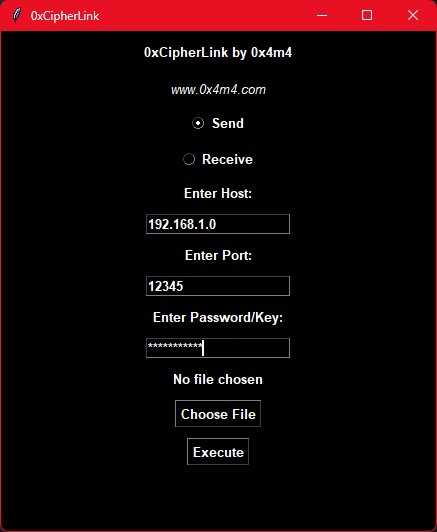 0xCipherLink
0xCipherLink by 0x4m4
www.0x4m4.com
Send
Receive
Enter Host:
192.168.1.0
Enter Port:
12345
Enter Password/Key:
***********
No file chosen
Choose File
Execute